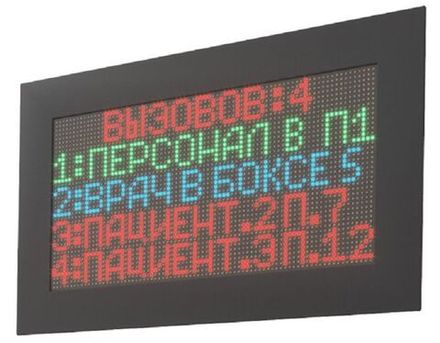 ВЫЗОВОВ:4
1:ПЕРСОНАЛ В П1
2:ВРАЧ В БОКСЕ 5
3:ПАЦИЕНТ.2П.7
4:ПАЦИЕНТ.3П.12